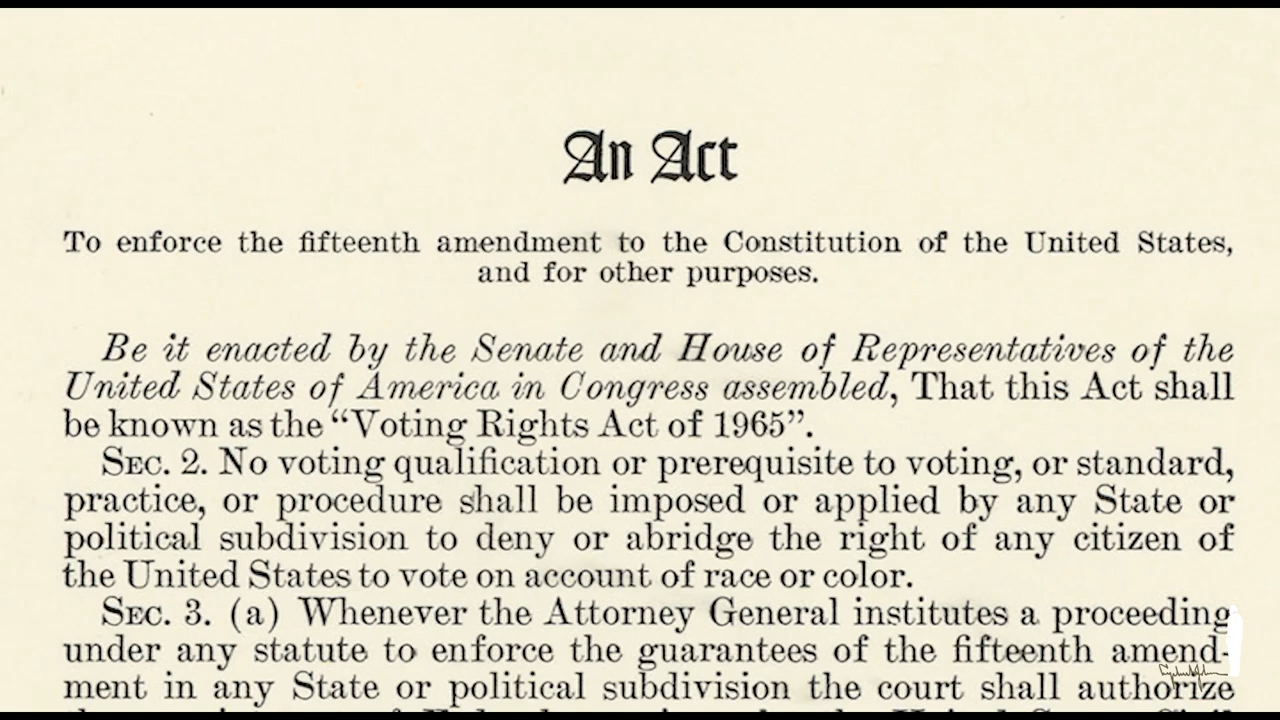 An Act
To enforce the fifteenth amendment to the Constitution of the United States,
and for other purposes.
Be it enacted by the Senate and House of Representatives of the
United States of America in Congress assembled, That this Act shall
be known as the “Voting Rights Act of 1965”.
SEC. 2. No voting qualification or prerequisite to voting, or standard,
practice, or procedure shall be imposed or applied by any State or
political subdivision to deny or abridge the right of any citizen of
the United States to vote on account of race or color.
SEC. 3. (a) Whenever the Attorney General institutes a proceeding
under any statute to enforce the guarantees of the fifteenth amend-
ment in any State or political subdivision the court shall authorize